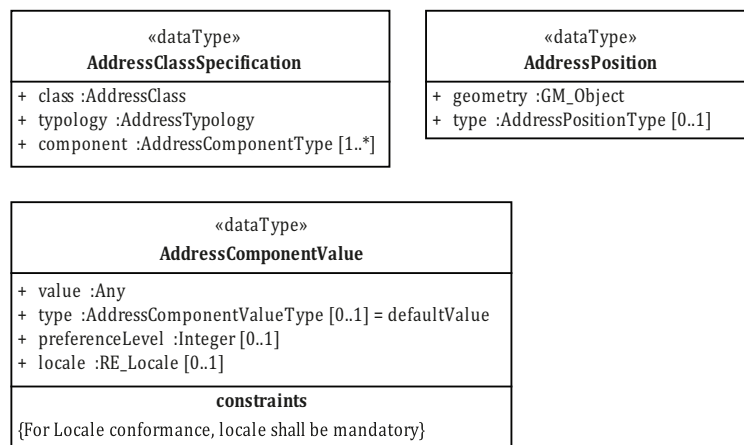 «dataType»
AddressClassSpecification
+ class :AddressClass
+ typology :AddressTypology
+ component :AddressComponentType [1..*]
«dataType»
AddressPosition
+ geometry :GM_Object
+ type :AddressPositionType [0..1]
«dataType»
AddressComponentValue
+ value :Any
+ type :AddressComponentValueType [0..1] = defaultValue
+ preferenceLevel :Integer [0..1]
+ locale :RE_Locale [0..1]
constraints
{For Locale conformance, locale shall be mandatory}